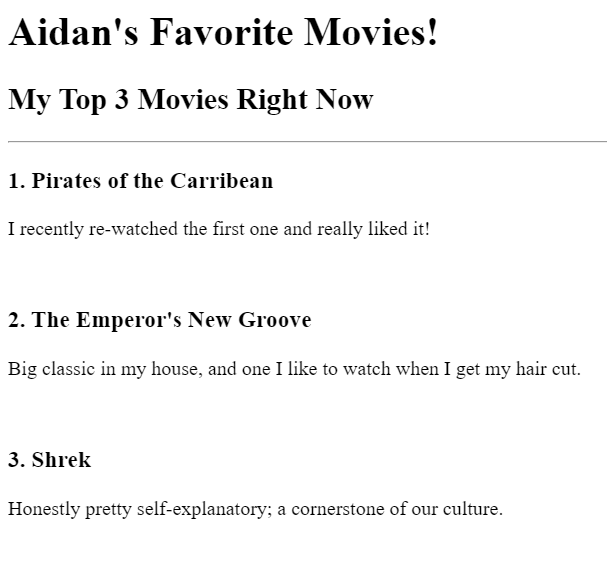 Aidan's Favorite Movies!
My Top 3 Movies Right Now
1. Pirates of the Carribean
I recently re-watched the first one and really liked it!
2. The Emperor's New Groove
Big classic in my house, and one I like to watch when I get my hair cut.
3. Shrek
Honestly pretty self-explanatory; a cornerstone of our culture.